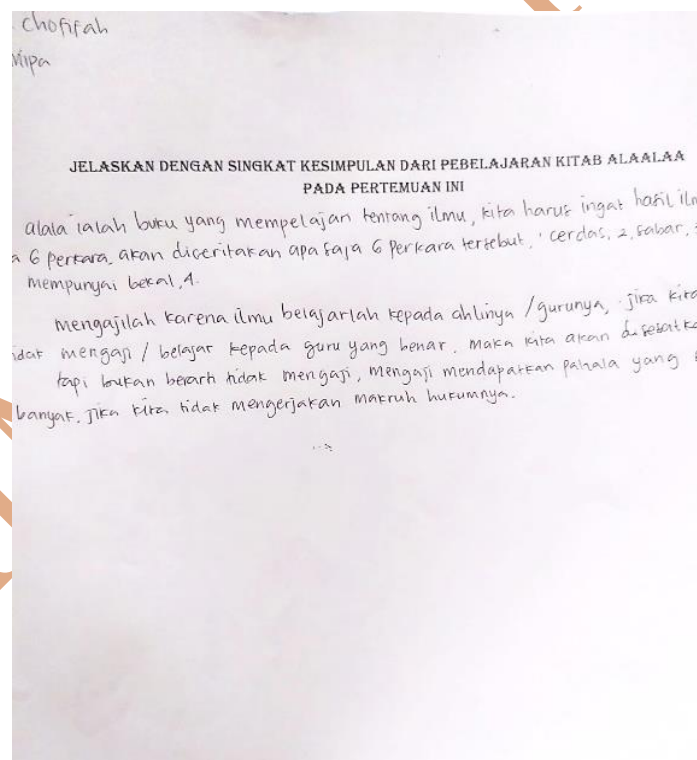 Chofifah
Mipa
JELASKAN DENGAN SINGKAT KESIMPULAN DARI PEBELAJARAN KITAB ALAALAA
PADA PERTEMUAN INI
alala ialah buku yang mempelajari tentang ilmu, kita harus ingat hasil
6 perkara. akan diceritakan apa saja 6 perkara tersebut, ' cerdas, 2, sabar,
mempunyai bekal, 4.
mengajilah karena ilmu belajarlah kepada ahlinya / gurunya, jika kita
mengaji / belajar kepada guru yang benar, maka kita akan
tapi bukan berarti tidak mengaji, mengaji mendapatkan pahala yang
banyak. jika kita tidak mengerjakan makruh hukumnya.